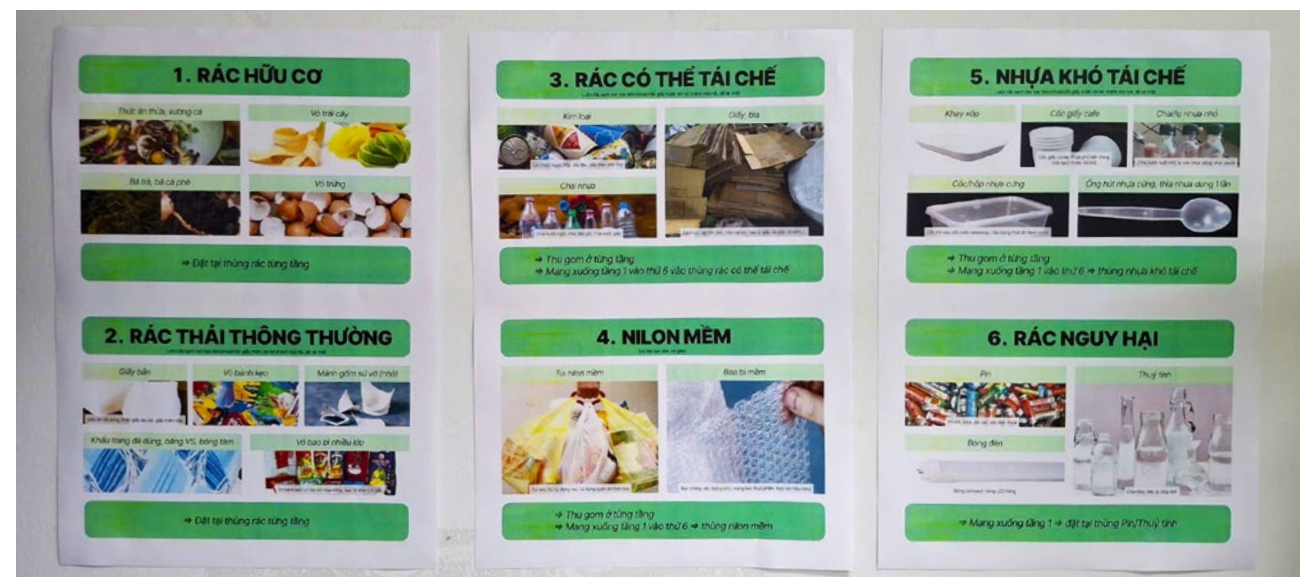 1. RÁC HỮU CƠ
Thức ăn thừa, xương cá
Vỏ trái cây
Bã trà, bã cà phê
Vỏ trứng
⇒ Đặt tại thùng rác từng tầng
2. RÁC THẢI THÔNG THƯỜNG
Giấy bẩn
Vỏ bánh kẹo
Mảnh gốm sứ vỡ (nhỏ)
Khẩu trang đã dùng, băng VS, bông tăm
Vỏ bao bì nhiều lớp
⇒ Đặt tại thùng rác từng tầng
3. RÁC CÓ THỂ TÁI CHẾ
Kim loại
Giấy, bìa
Chai nhựa
⇒ Thu gom ở từng tầng
⇒ Mang xuống tầng 1 vào thứ 6 vào thùng rác có thể tái chế
4. NILON MỀM
Túi nilon mềm
Bao bì mềm
⇒ Thu gom ở từng tầng
⇒ Mang xuống tầng 1 vào thứ 6 ⇒ thùng nilon mềm
5. NHỰA KHÓ TÁI CHẾ
Khay xốp
Cốc giấy cafe
Chai/lọ nhựa nhỏ
Cốc/hộp nhựa cứng
Ống hút nhựa cứng, thìa nhựa dùng 1 lần
⇒ Thu gom ở từng tầng
⇒ Mang xuống tầng 1 vào thứ 6 ⇒ thùng nhựa khó tái chế
6. RÁC NGUY HẠI
Pin
Thuỷ tinh
Bóng đèn
⇒ Mang xuống tầng 1 ⇒ đặt tại thùng Pin/Thuỷ tinh